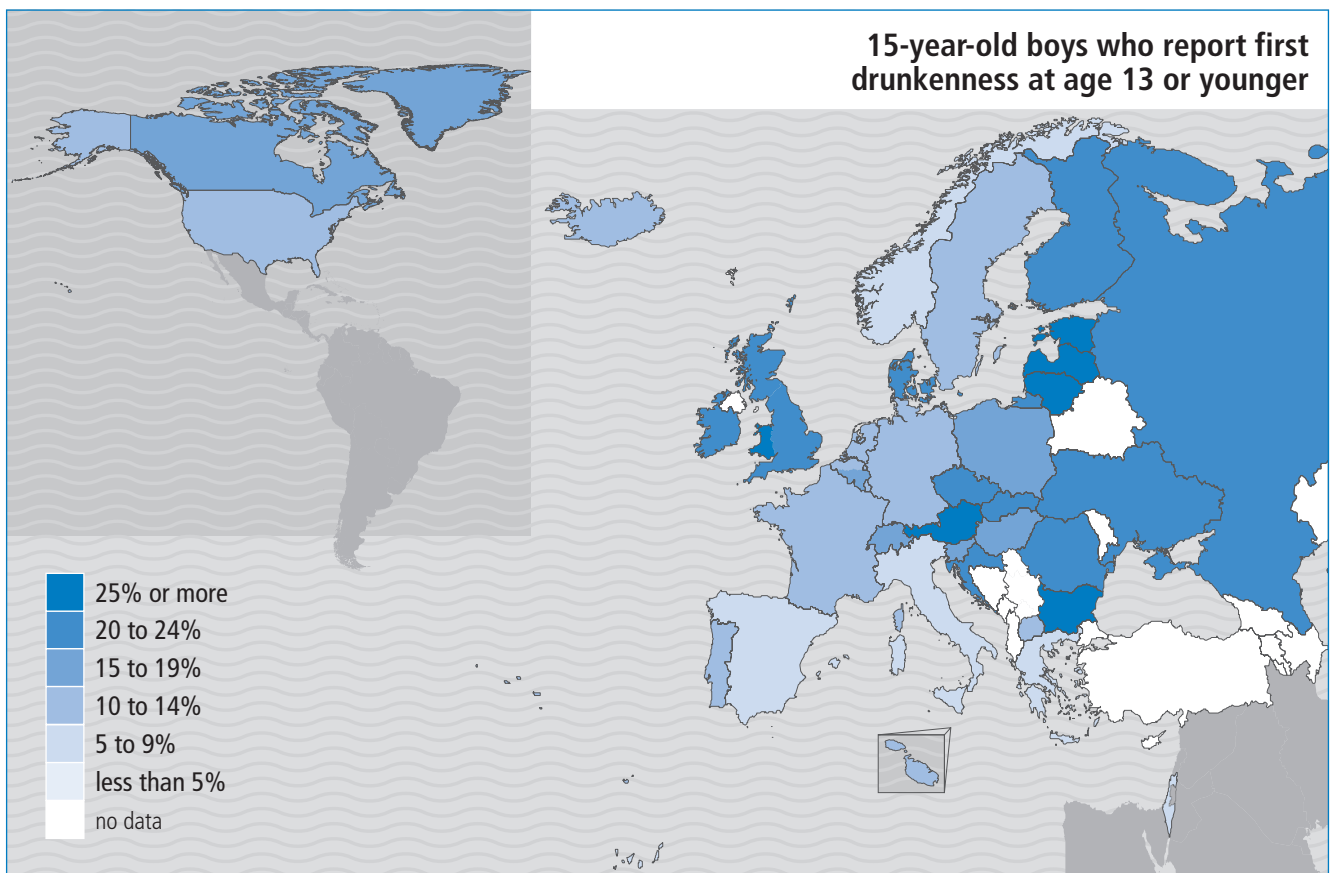 15-year-old boys who report first
drunkenness at age 13 or younger
25% or more
20 to 24%
15 to 19%
10 to 14%
5 to 9%
less than 5%
no data